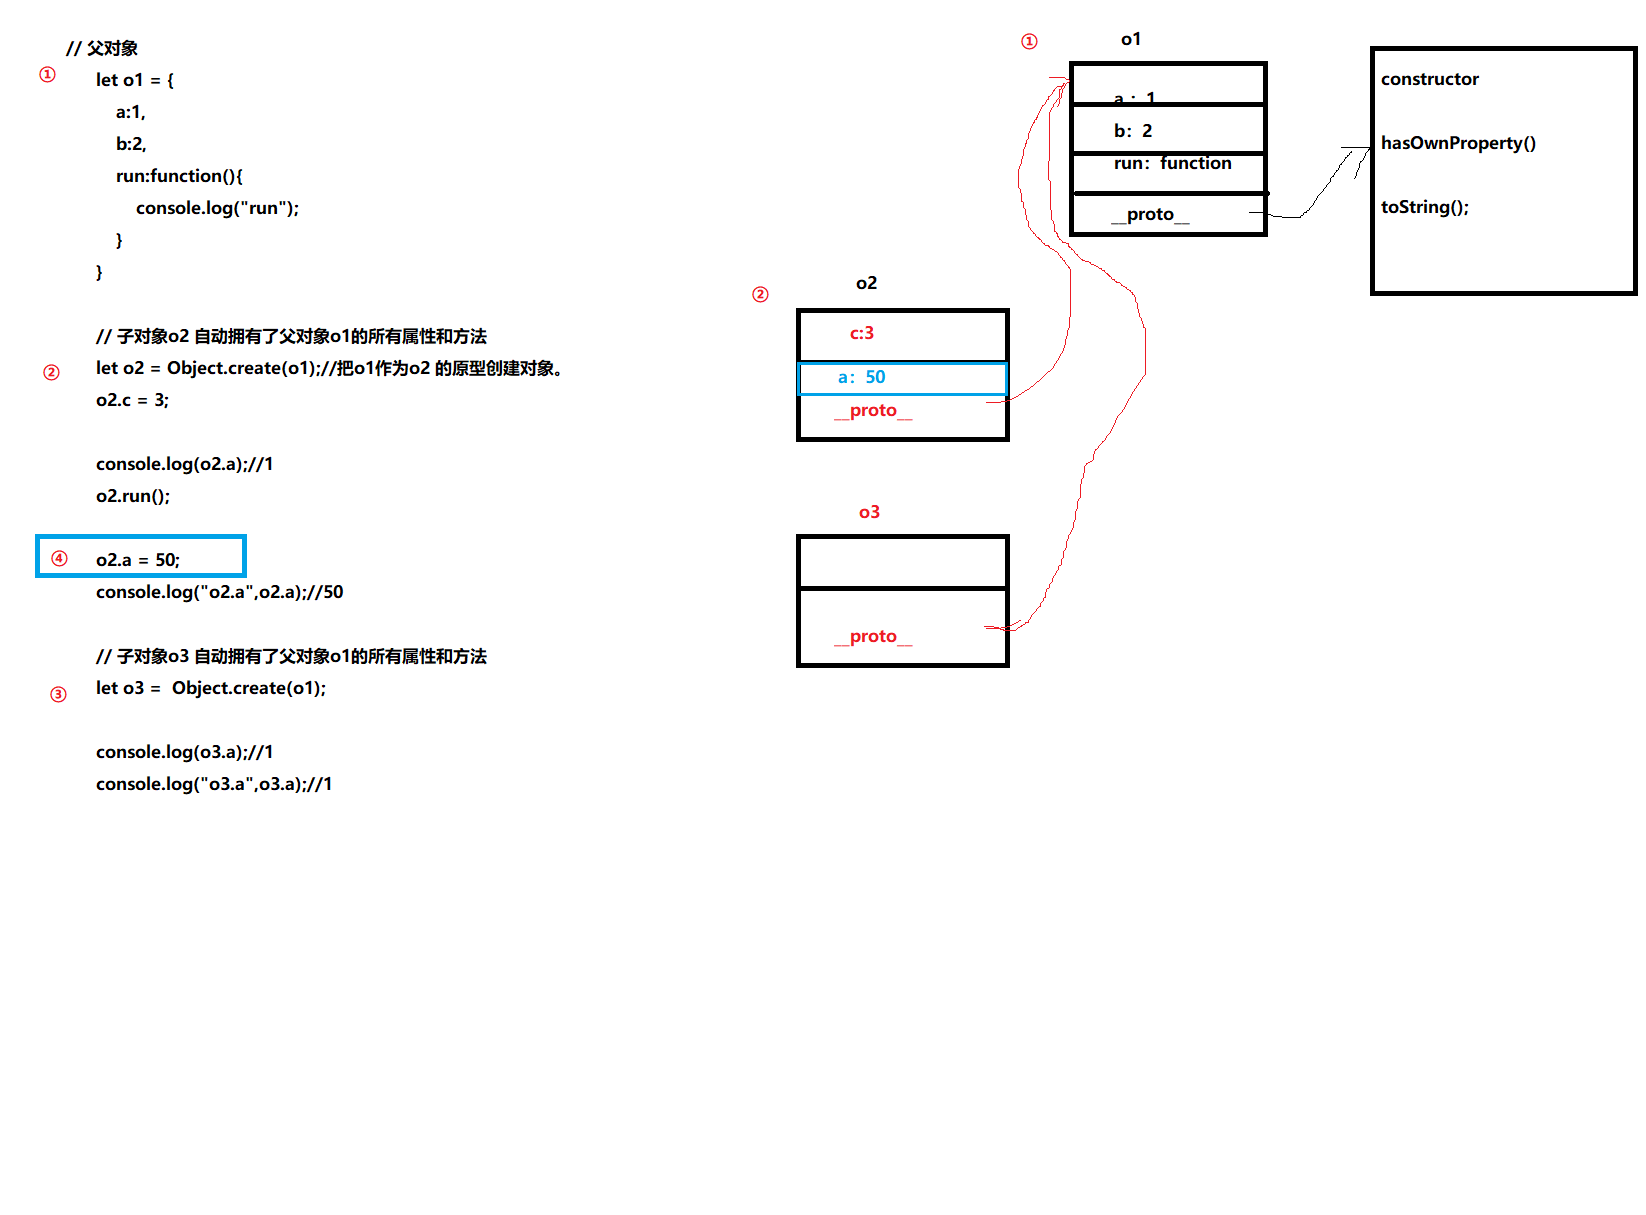 // 父对象
①
let o1 = {
a:1,
b:2,
run:function(){
console.log("run");
}
}
// 子对象o2 自动拥有了父对象o1的所有属性和方法
②
let o2 = Object.create(o1);//把o1作为o2 的原型创建对象。
o2.c = 3;
console.log(o2.a);//1
o2.run();
④ o2.a = 50;
console.log("o2.a",o2.a);//50
// 子对象o3 自动拥有了父对象o1的所有属性和方法
③
let o3 =  Object.create(o1);
console.log(o3.a);//1
console.log("o3.a",o3.a);//1
①
o1
a：1
b：2
run：function
__proto__
constructor
hasOwnProperty()
toString();
②
o2
c:3
a：50
__proto__
o3
__proto__